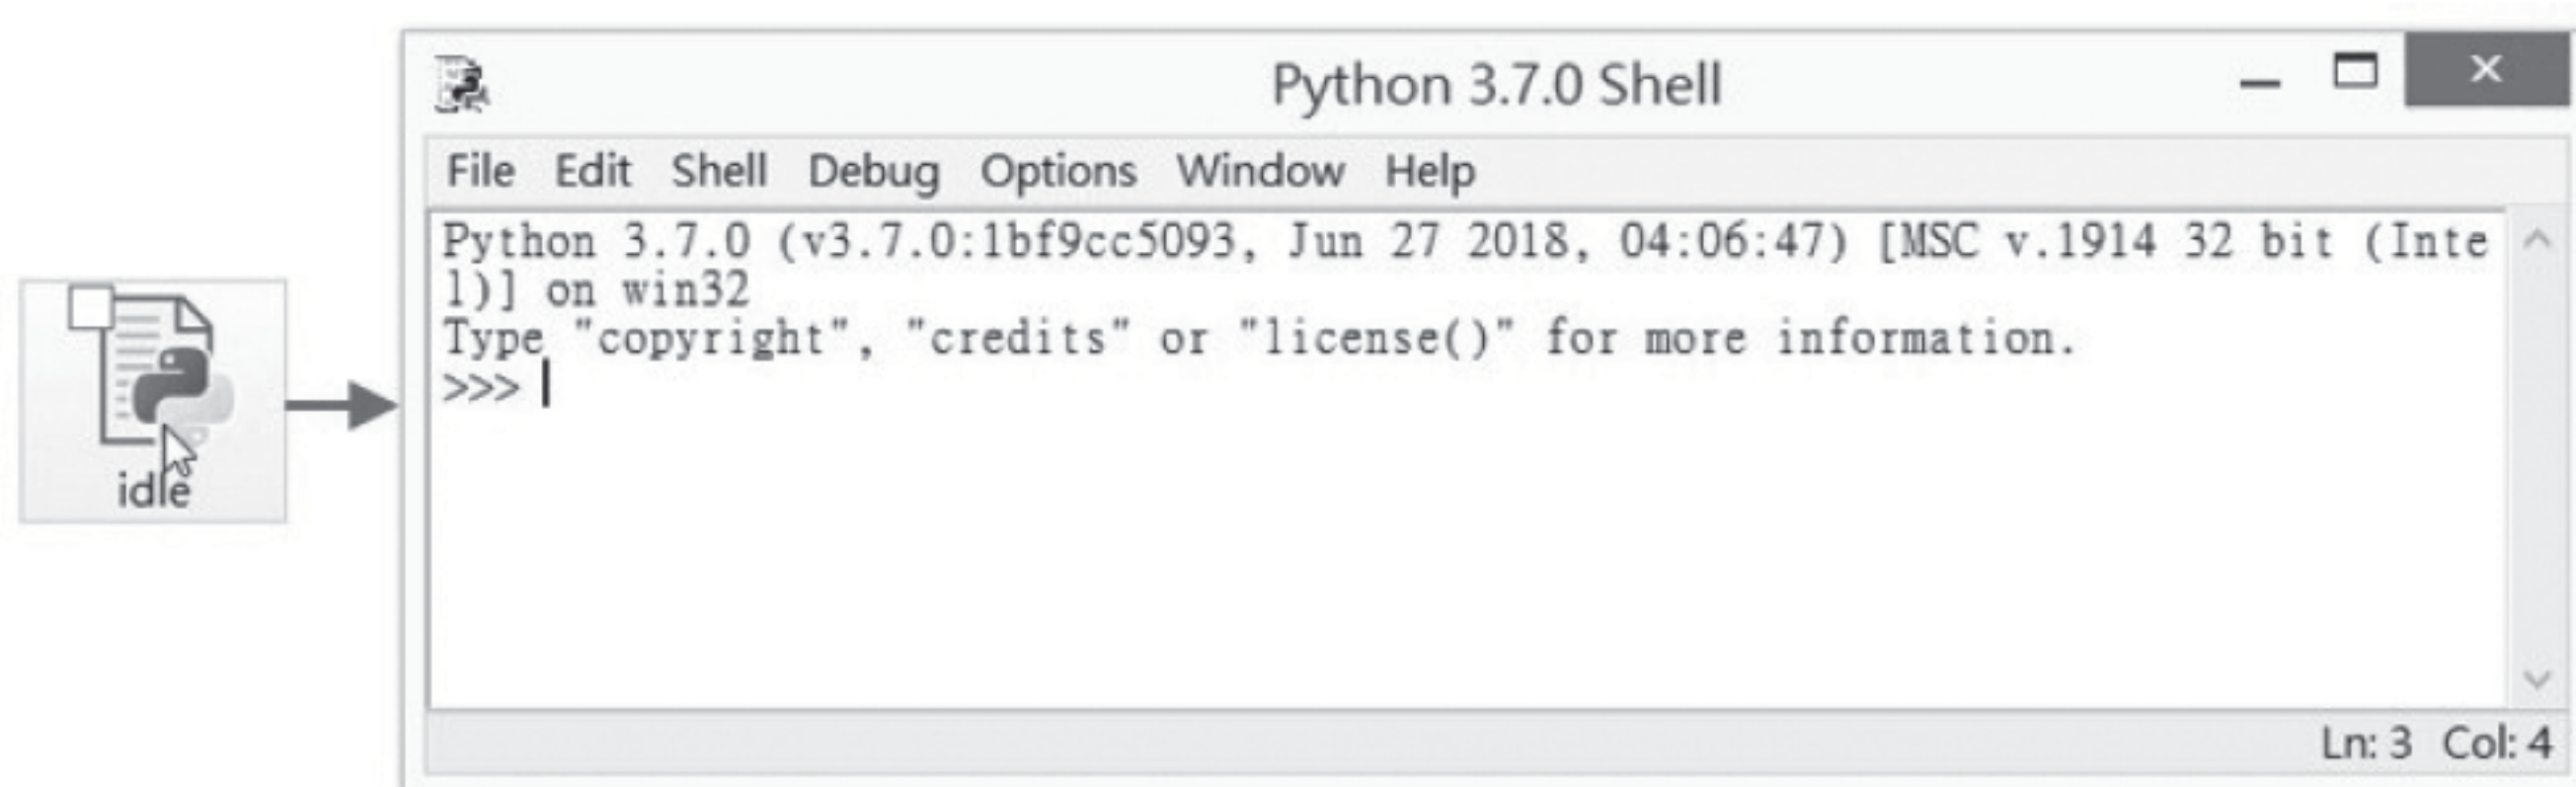 idle
Python 3.7.0 Shell
File Edit Shell Debug Options Window Help
Python 3.7.0 (v3.7.0:1bf9cc5093, Jun 27 2018, 04:06:47) [MSC v.1914 32 bit (Inte
l)] on win32
Type "copyright", "credits" or "license()" for more information.
>>>
Ln: 3 Col: 4